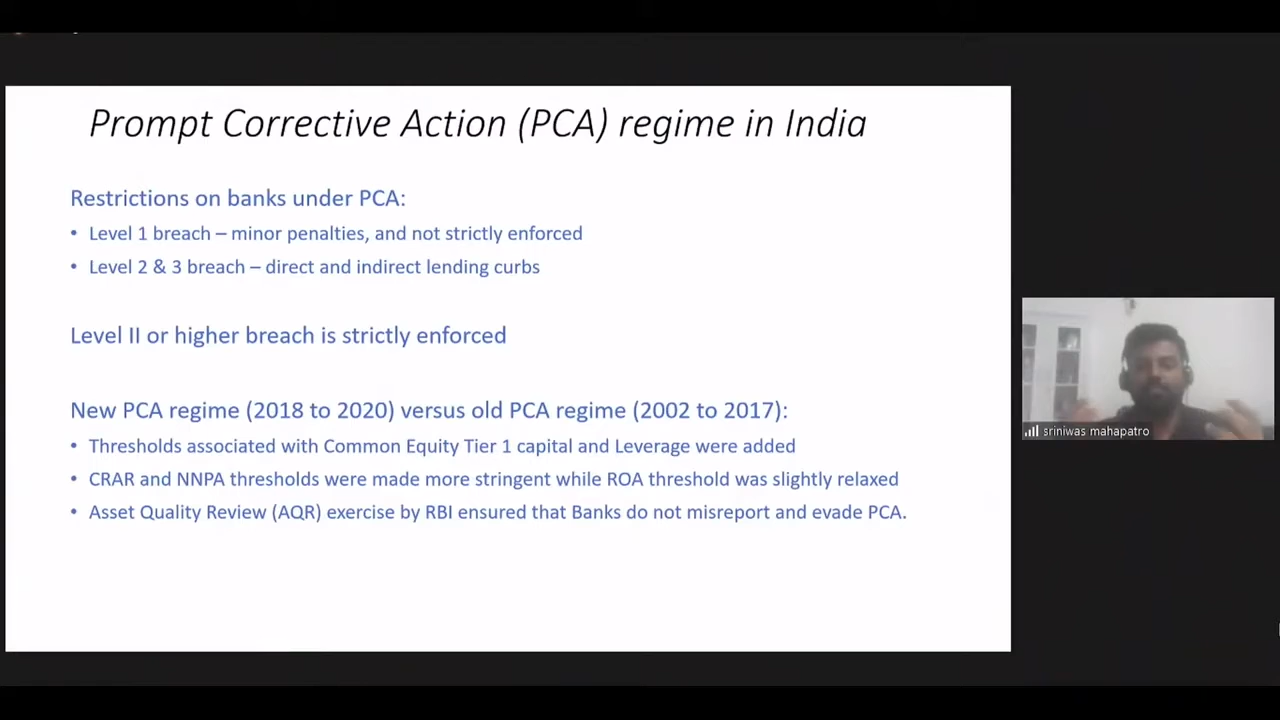 Prompt Corrective Action (PCA) regime in India
Restrictions on banks under PCA:
• Level 1 breach – minor penalties, and not strictly enforced
• Level 2 & 3 breach – direct and indirect lending curbs
Level II or higher breach is strictly enforced
New PCA regime (2018 to 2020) versus old PCA regime (2002 to 2017):
• Thresholds associated with Common Equity Tier 1 capital and Leverage were added
• CRAR and NNPA thresholds were made more stringent while ROA threshold was slightly relaxed
• Asset Quality Review (AQR) exercise by RBI ensured that Banks do not misreport and evade PCA.
sriniwas mahapatro